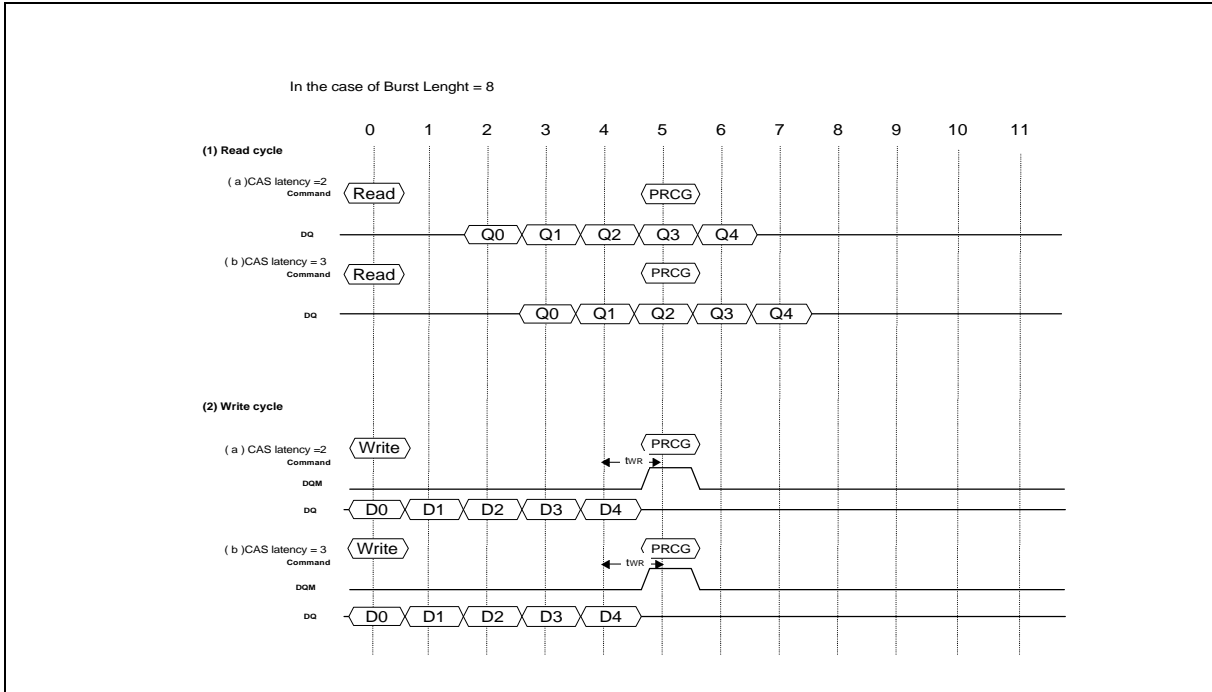 In the case of Burst Lenght = 8
0 1 2 3 4 5 6 7 8 9 10 11
(1) Read cycle
( a )CAS latency =2
Command Read PRCG
DQ Q0 Q1 Q2 Q3 Q4
( b )CAS latency = 3
Command Read PRCG
DQ Q0 Q1 Q2 Q3 Q4
(2) Write cycle
( a ) CAS latency =2 Write PRCG
Command tWR
DQM
DQ D0 D1 D2 D3 D4
( b )CAS latency = 3 Write PRCG
Command tWR
DQM
DQ D0 D1 D2 D3 D4